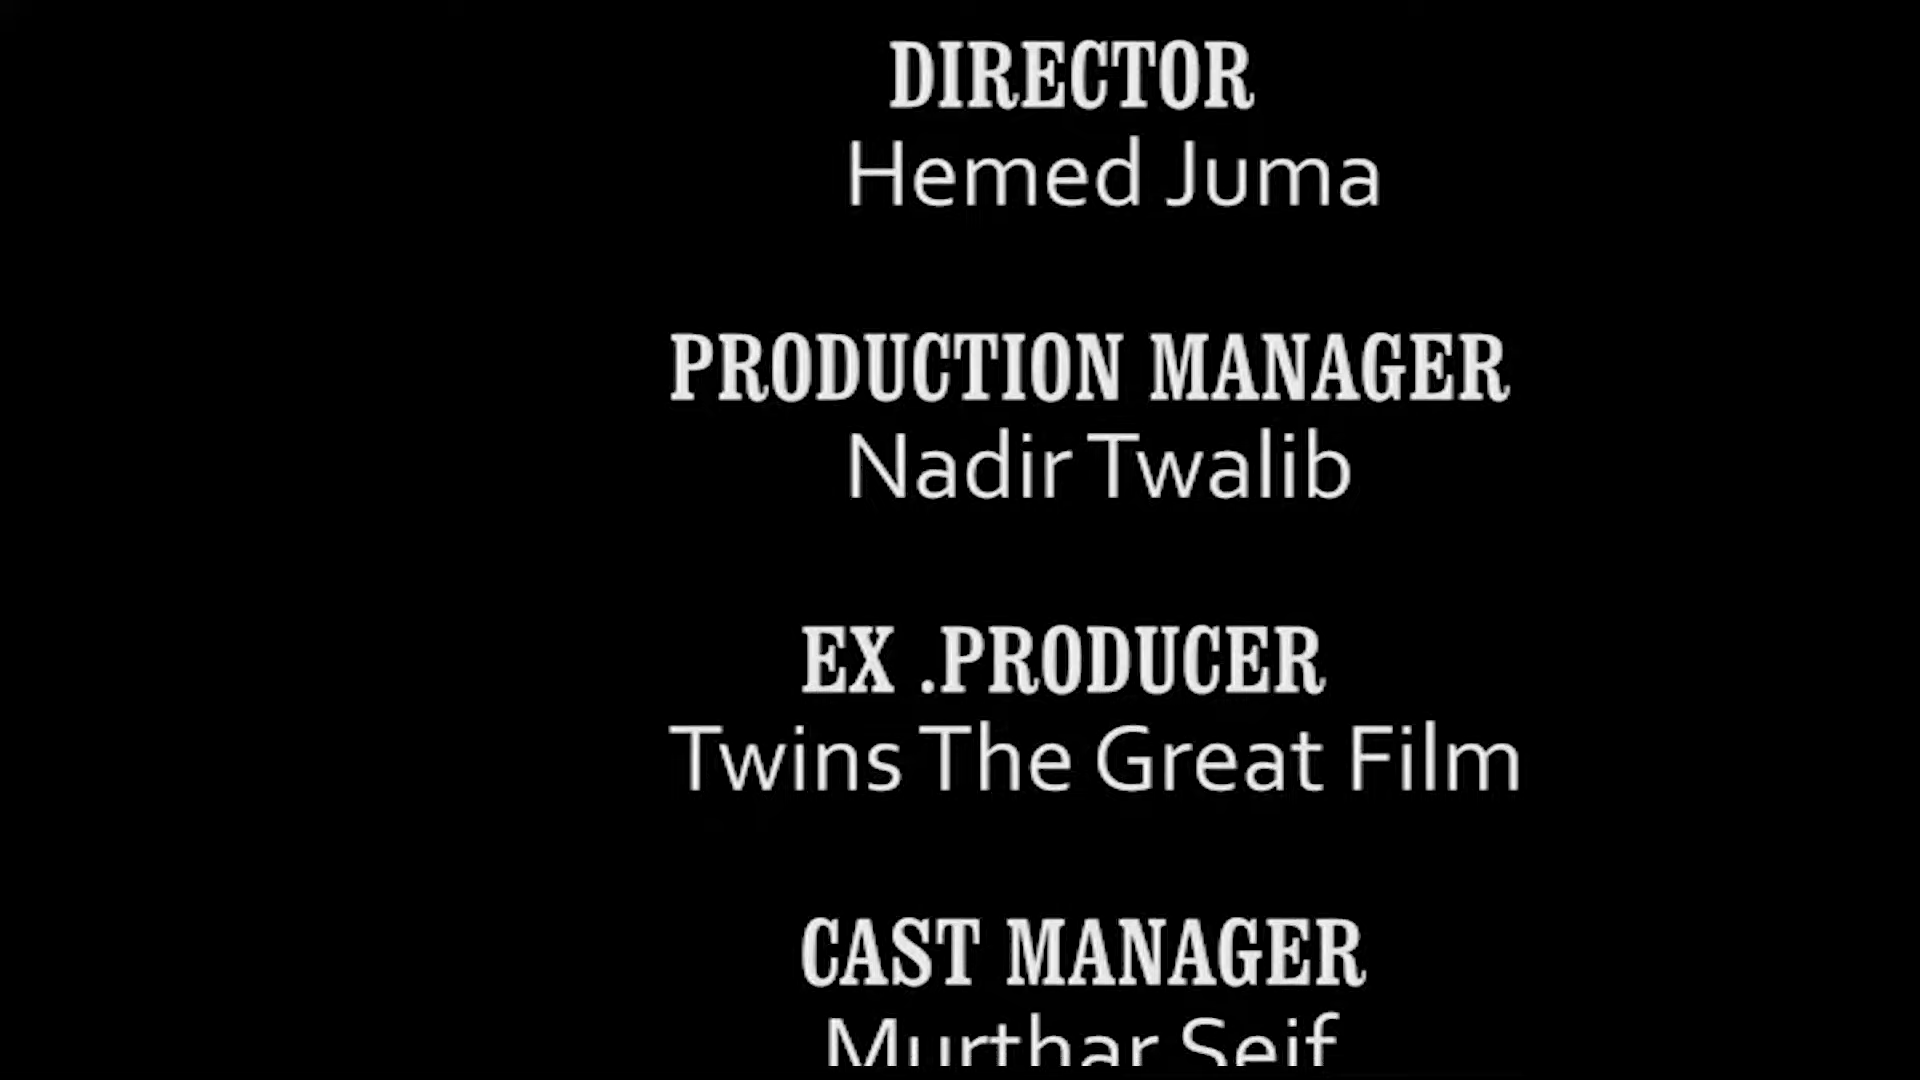 DIRECTOR
Hemed Juma
PRODUCTION MANAGER
Nadir Twalib
EX .PRODUCER
Twins The Great Film
CAST MANAGER
Murthar Seif